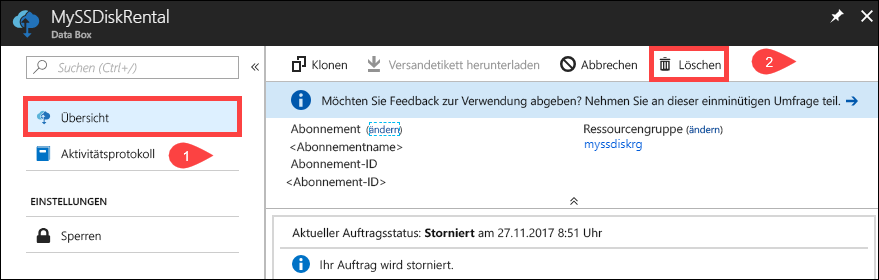 MySSDiskRental
Data Box
Suchen (Ctrl+/)
«
Übersicht
Aktivitätsprotokoll
1
EINSTELLUNGEN
Sperren
Klonen Versandetikett herunterladen Abbrechen Löschen 2
Möchten Sie Feedback zur Verwendung abgeben? Nehmen Sie an dieser einminütigen Umfrage teil. →
Abonnement (ändern) Ressourcengruppe (ändern)
<Abonnementname> myssdiskrg
Abonnement-ID
<Abonnement-ID>
Aktueller Auftragsstatus: Storniert am 27.11.2017 8:51 Uhr
Ihr Auftrag wird storniert.